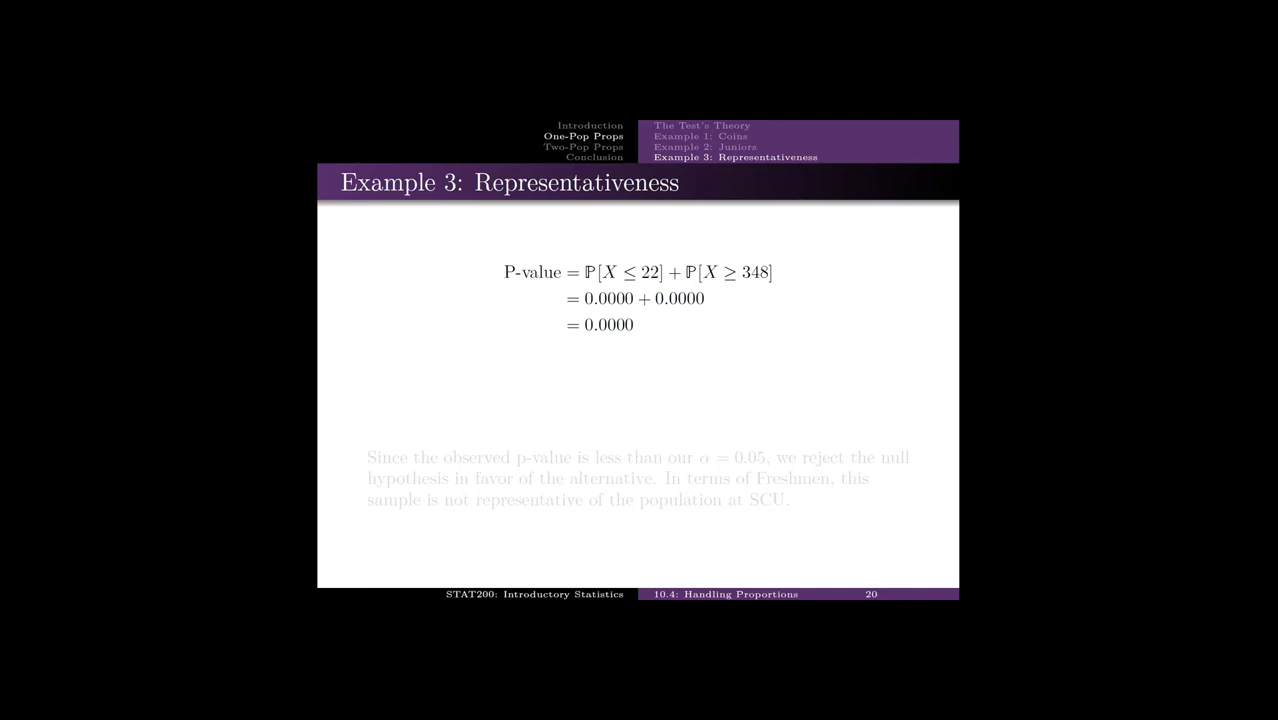 Introduction
One-Pop Props
Two-Pop Props
Conclusion
The Test's Theory
Example 1: Coins
Example 2: Juniors
Example 3: Representativeness
Example 3: Representativeness
P-value = ℙ[X ≤ 22] + ℙ[X ≥ 348]
= 0.0000 + 0.0000
= 0.0000
Since the observed p-value is less than our α = 0.05, we reject the null
hypothesis in favor of the alternative. In terms of Freshmen, this
sample is not representative of the population at SCU.
STAT200: Introductory Statistics
10.4: Handling Proportions
20